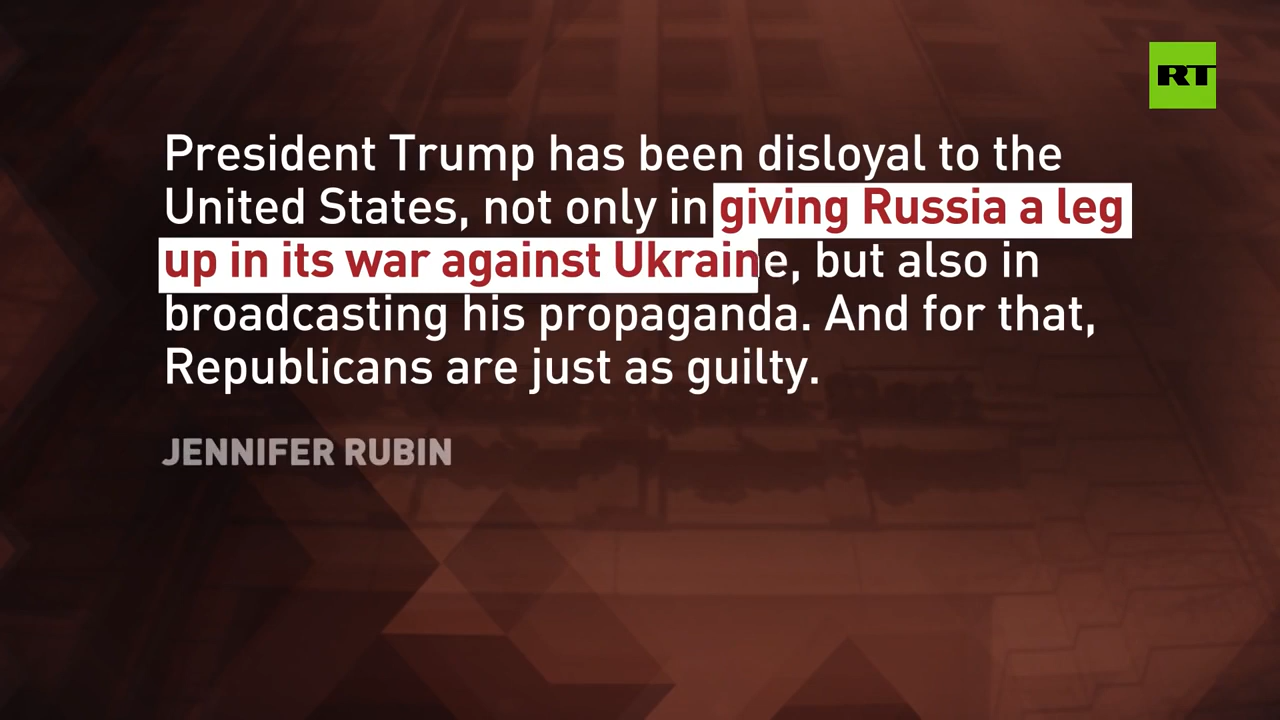 RT
President Trump has been disloyal to the
United States, not only in giving Russia a leg
up in its war against Ukraine, but also in
broadcasting his propaganda. And for that,
Republicans are just as guilty.
JENNIFER RUBIN